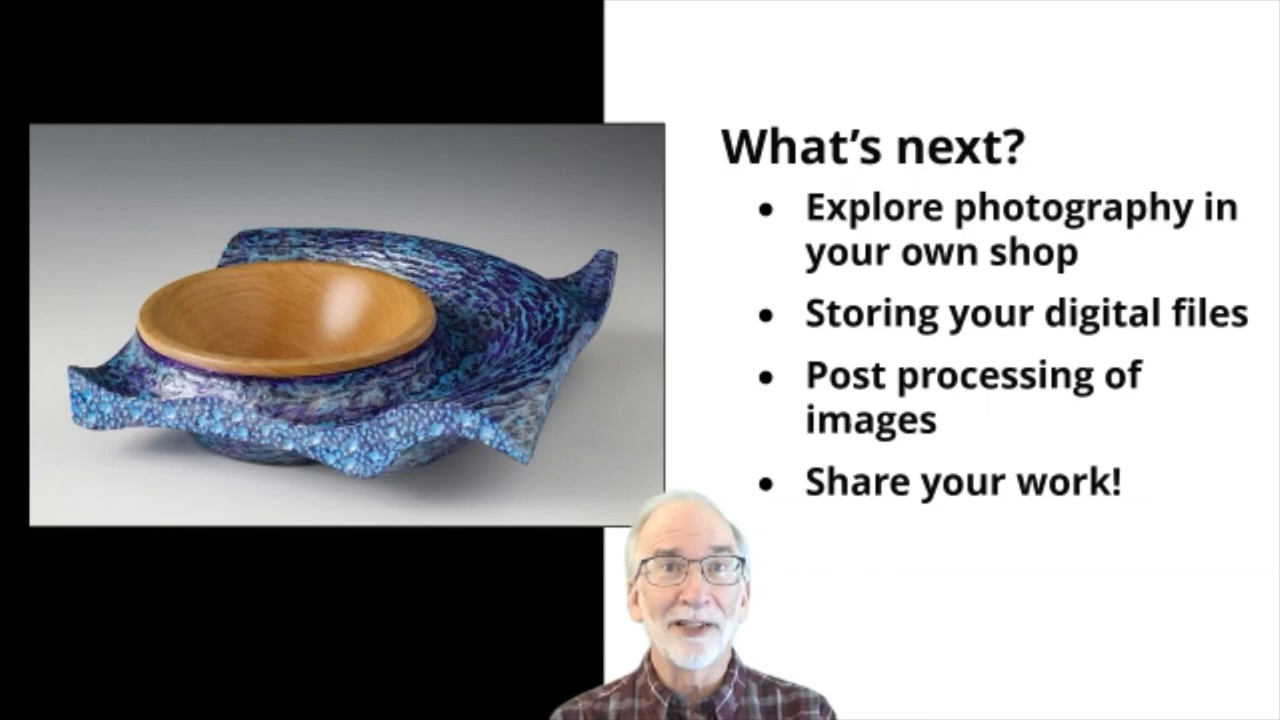 What's next?
• Explore photography in
your own shop
• Storing your digital files
• Post processing of
images
• Share your work!